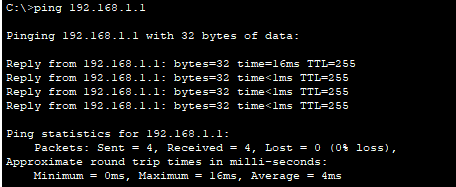 C:\>ping 192.168.1.1
Pinging 192.168.1.1 with 32 bytes of data:
Reply from 192.168.1.1: bytes=32 time=16ms TTL=255
Reply from 192.168.1.1: bytes=32 time<1ms TTL=255
Reply from 192.168.1.1: bytes=32 time<1ms TTL=255
Reply from 192.168.1.1: bytes=32 time<1ms TTL=255
Ping statistics for 192.168.1.1:
    Packets: Sent = 4, Received = 4, Lost = 0 (0% loss),
Approximate round trip times in milli-seconds:
    Minimum = 0ms, Maximum = 16ms, Average = 4ms